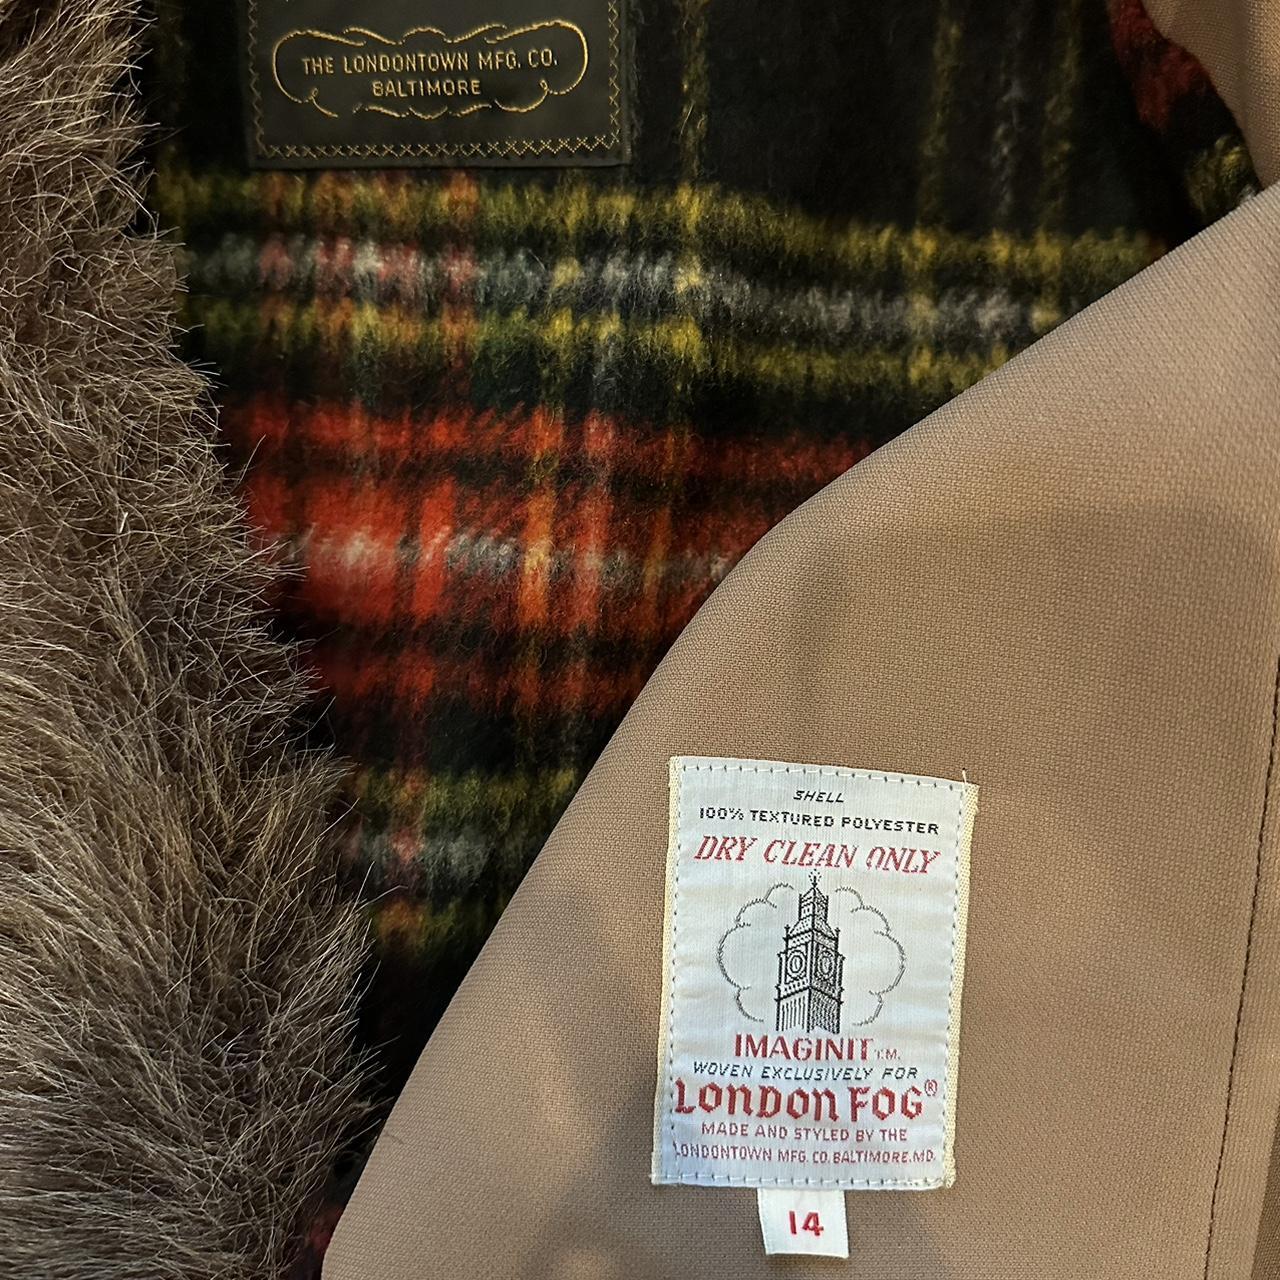 THE LONDONTOWN MFG. CO.
BALTIMORE
SHELL
100% TEXTURED POLYESTER
DRY CLEAN ONLY
IMAGINIT T.M.
WOVEN EXCLUSIVELY FOR
LONDON FOG®
MADE AND STYLED BY THE
LONDONTOWN MFG. CO. BALTIMORE, MD.
14